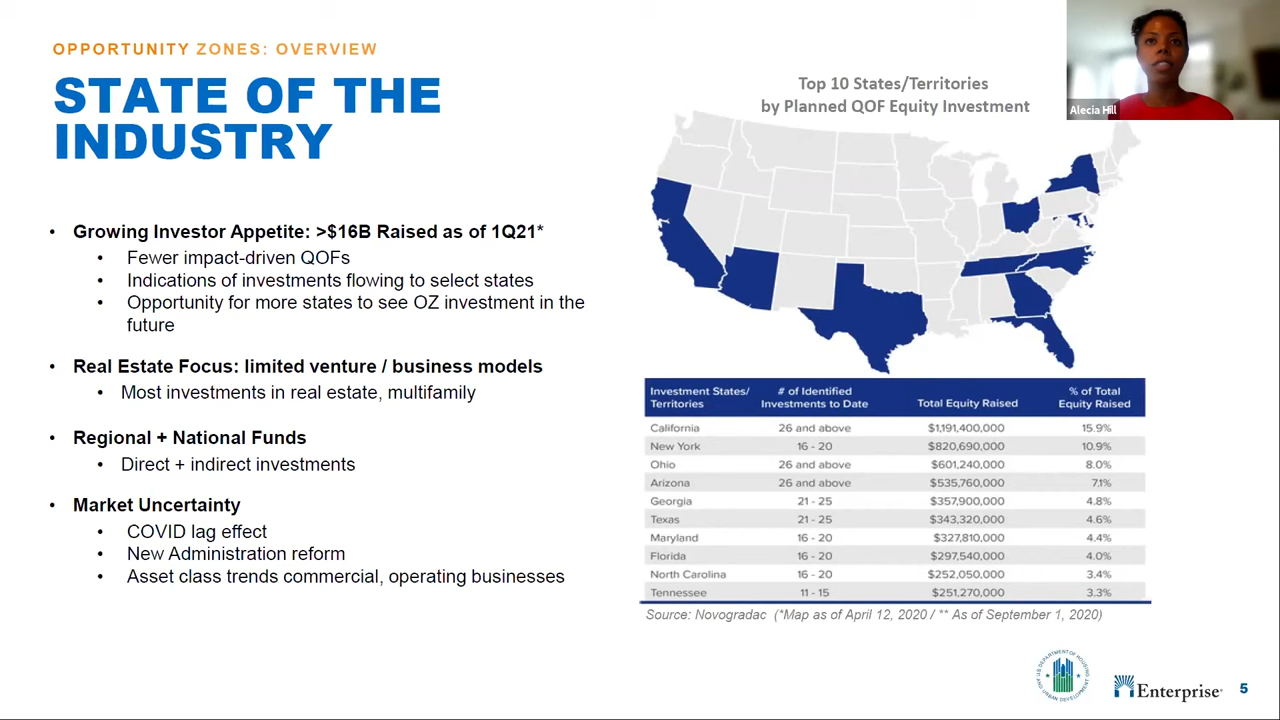 OPPORTUNITY ZONES: OVERVIEW
STATE OF THE
INDUSTRY
• Growing Investor Appetite: >$16B Raised as of 1Q21*
• Fewer impact-driven QOFs
• Indications of investments flowing to select states
• Opportunity for more states to see OZ investment in the
future
• Real Estate Focus: limited venture / business models
• Most investments in real estate, multifamily
• Regional + National Funds
• Direct + indirect investments
• Market Uncertainty
• COVID lag effect
• New Administration reform
• Asset class trends commercial, operating businesses
Top 10 States/Territories
by Planned QOF Equity Investment
Alecia Hill
Investment States/ # of Identified % of Total
Territories Investments to Date Total Equity Raised Equity Raised
California 26 and above $1,191,400,000 15.9%
New York 16 - 20 $820,690,000 10.9%
Ohio 26 and above $601,240,000 8.0%
Arizona 26 and above $535,760,000 7.1%
Georgia 21 - 25 $357,900,000 4.8%
Texas 21 - 25 $343,320,000 4.6%
Maryland 16 - 20 $327,810,000 4.4%
Florida 16 - 20 $297,540,000 4.0%
North Carolina 16 - 20 $252,050,000 3.4%
Tennessee 11 - 15 $251,270,000 3.3%
Source: Novogradac (*Map as of April 12, 2020 / ** As of September 1, 2020)
U.S. DEPARTMENT OF HOUSING
AND URBAN DEVELOPMENT
Enterprise
5